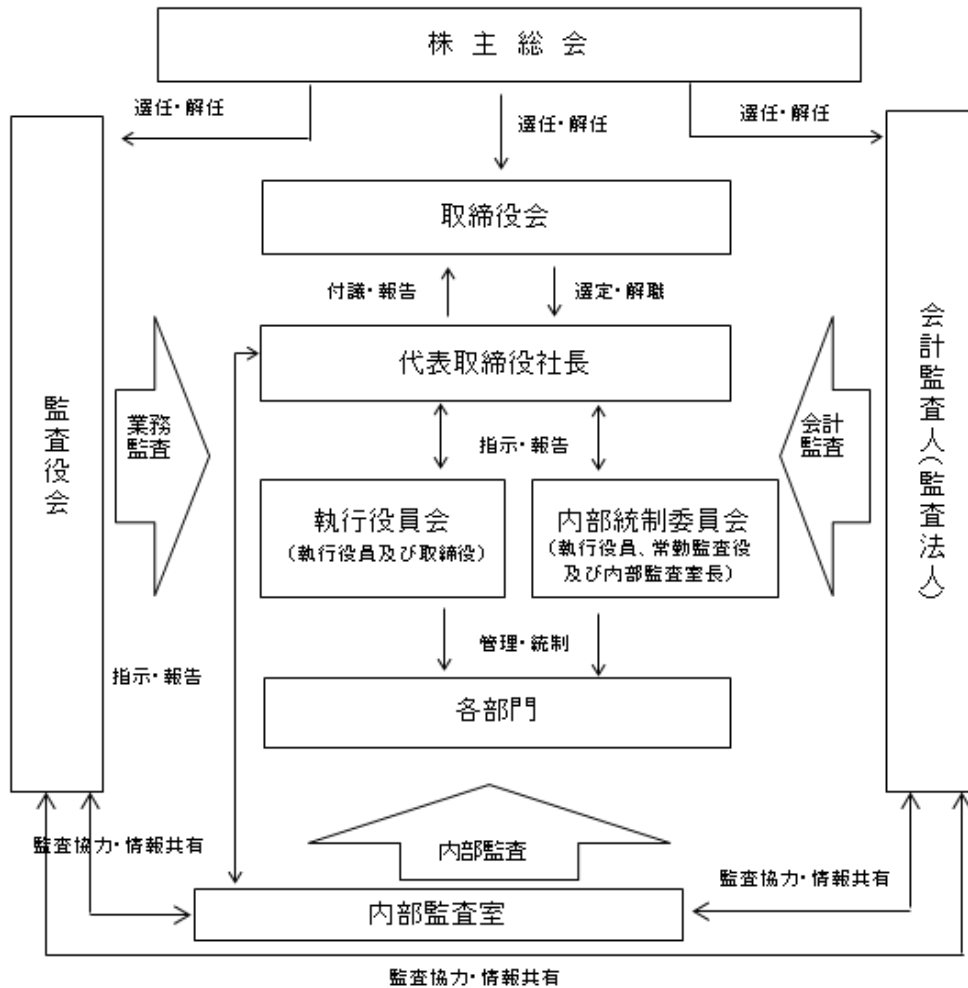 株主総会
選任・解任
選任・解任
選任・解任
取締役会
付議・報告
選定・解職
代表取締役社長
監査役会
業務
監査
指示・報告
会計
監査
会計監査人(監査法人)
執行役員会
(執行役員及び取締役)
内部統制委員会
(執行役員、常勤監査役
及び内部監査室長)
管理・統制
指示・報告
各部門
内部監査
監査協力・情報共有
監査協力・情報共有
内部監査室
監査協力・情報共有